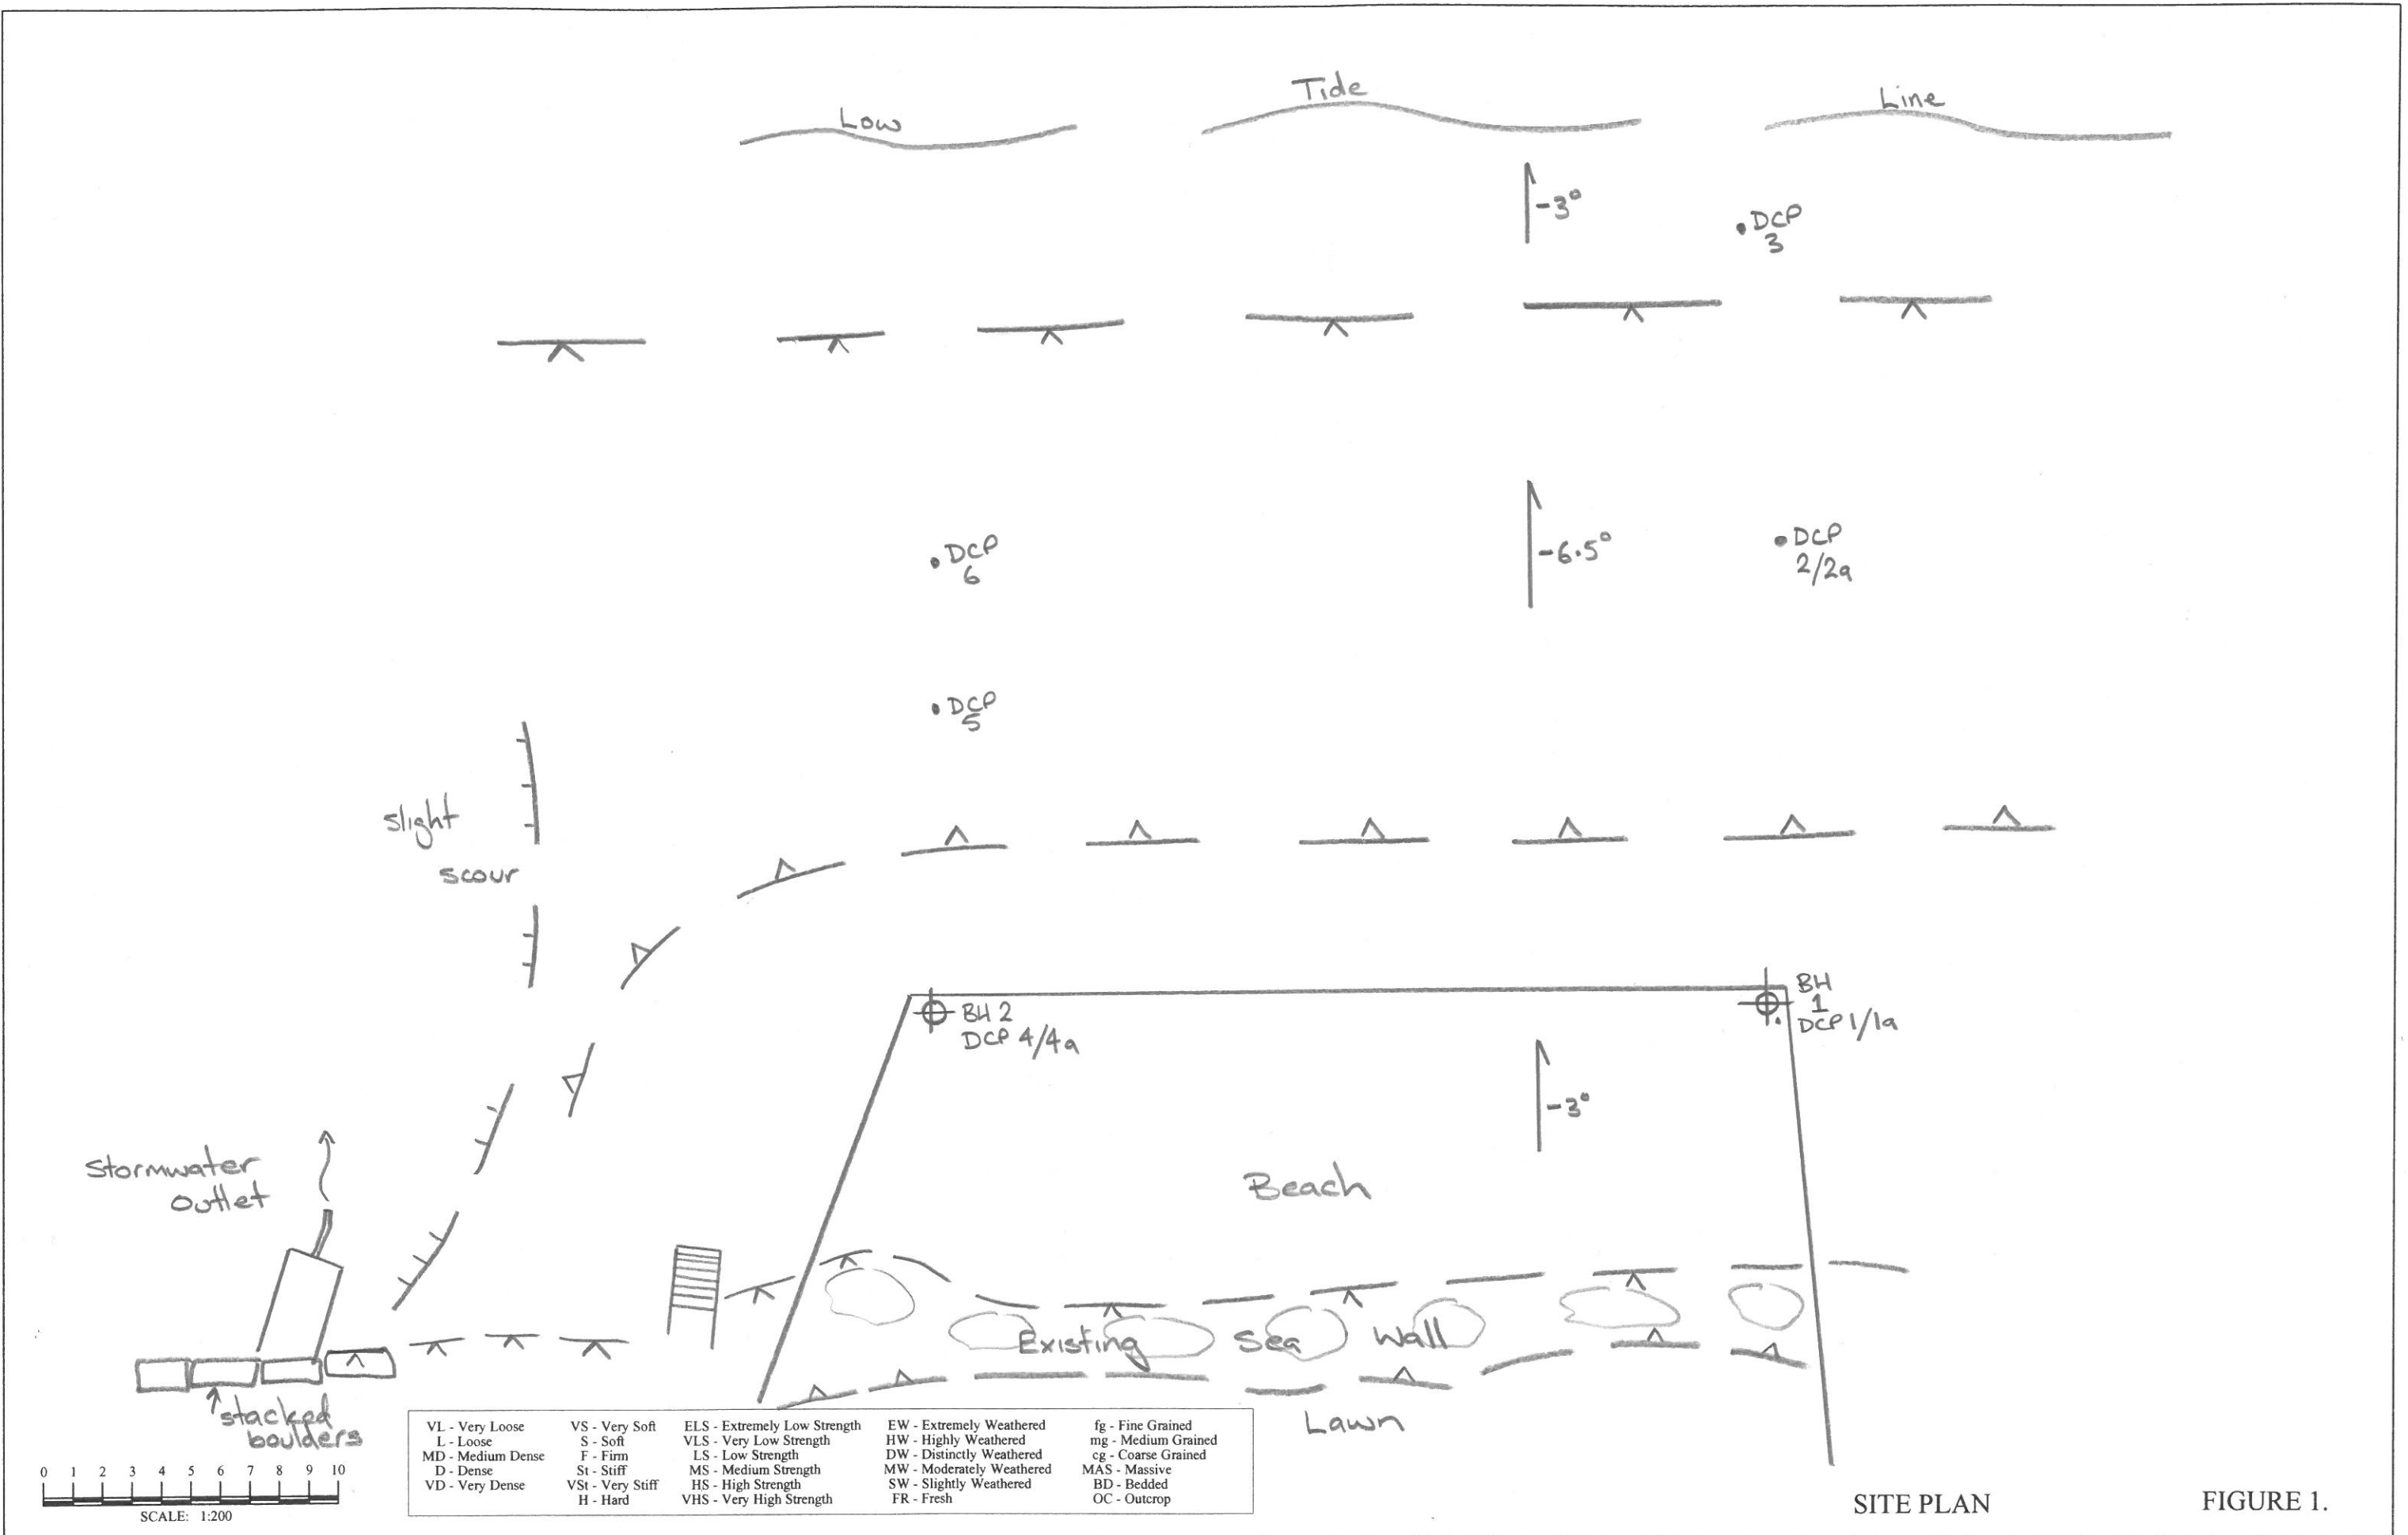 Low
Tide
Line
-3°
DCP
3
DCP
6
-6.5°
DCP
2/2a
DCP
5
slight
scour
BH 2
DCP 4/4a
BH
1
DCP 1/1a
-3°
Stormwater
Outlet
Beach
Existing Sea Wall
stacked
boulders
Lawn
VL - Very Loose
L - Loose
MD - Medium Dense
D - Dense
VD - Very Dense
VS - Very Soft
S - Soft
F - Firm
St - Stiff
VSt - Very Stiff
H - Hard
ELS - Extremely Low Strength
VLS - Very Low Strength
LS - Low Strength
MS - Medium Strength
HS - High Strength
VHS - Very High Strength
EW - Extremely Weathered
HW - Highly Weathered
DW - Distinctly Weathered
MW - Moderately Weathered
SW - Slightly Weathered
FR - Fresh
fg - Fine Grained
mg - Medium Grained
cg - Coarse Grained
MAS - Massive
BD - Bedded
OC - Outcrop
0 1 2 3 4 5 6 7 8 9 10
SCALE: 1:200
SITE PLAN
FIGURE 1.